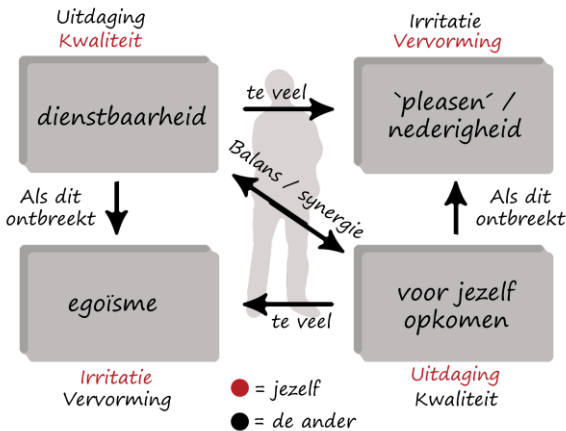 Uitdaging
Kwaliteit
Irritatie
Vervorming
dienstbaarheid
te veel
`pleasen´ /
nederigheid
Als dit
ontbreekt
Balans / synergie
Als dit
ontbreekt
egoïsme
te veel
voor jezelf
opkomen
Irritatie
Vervorming
Uitdaging
Kwaliteit
= jezelf
= de ander